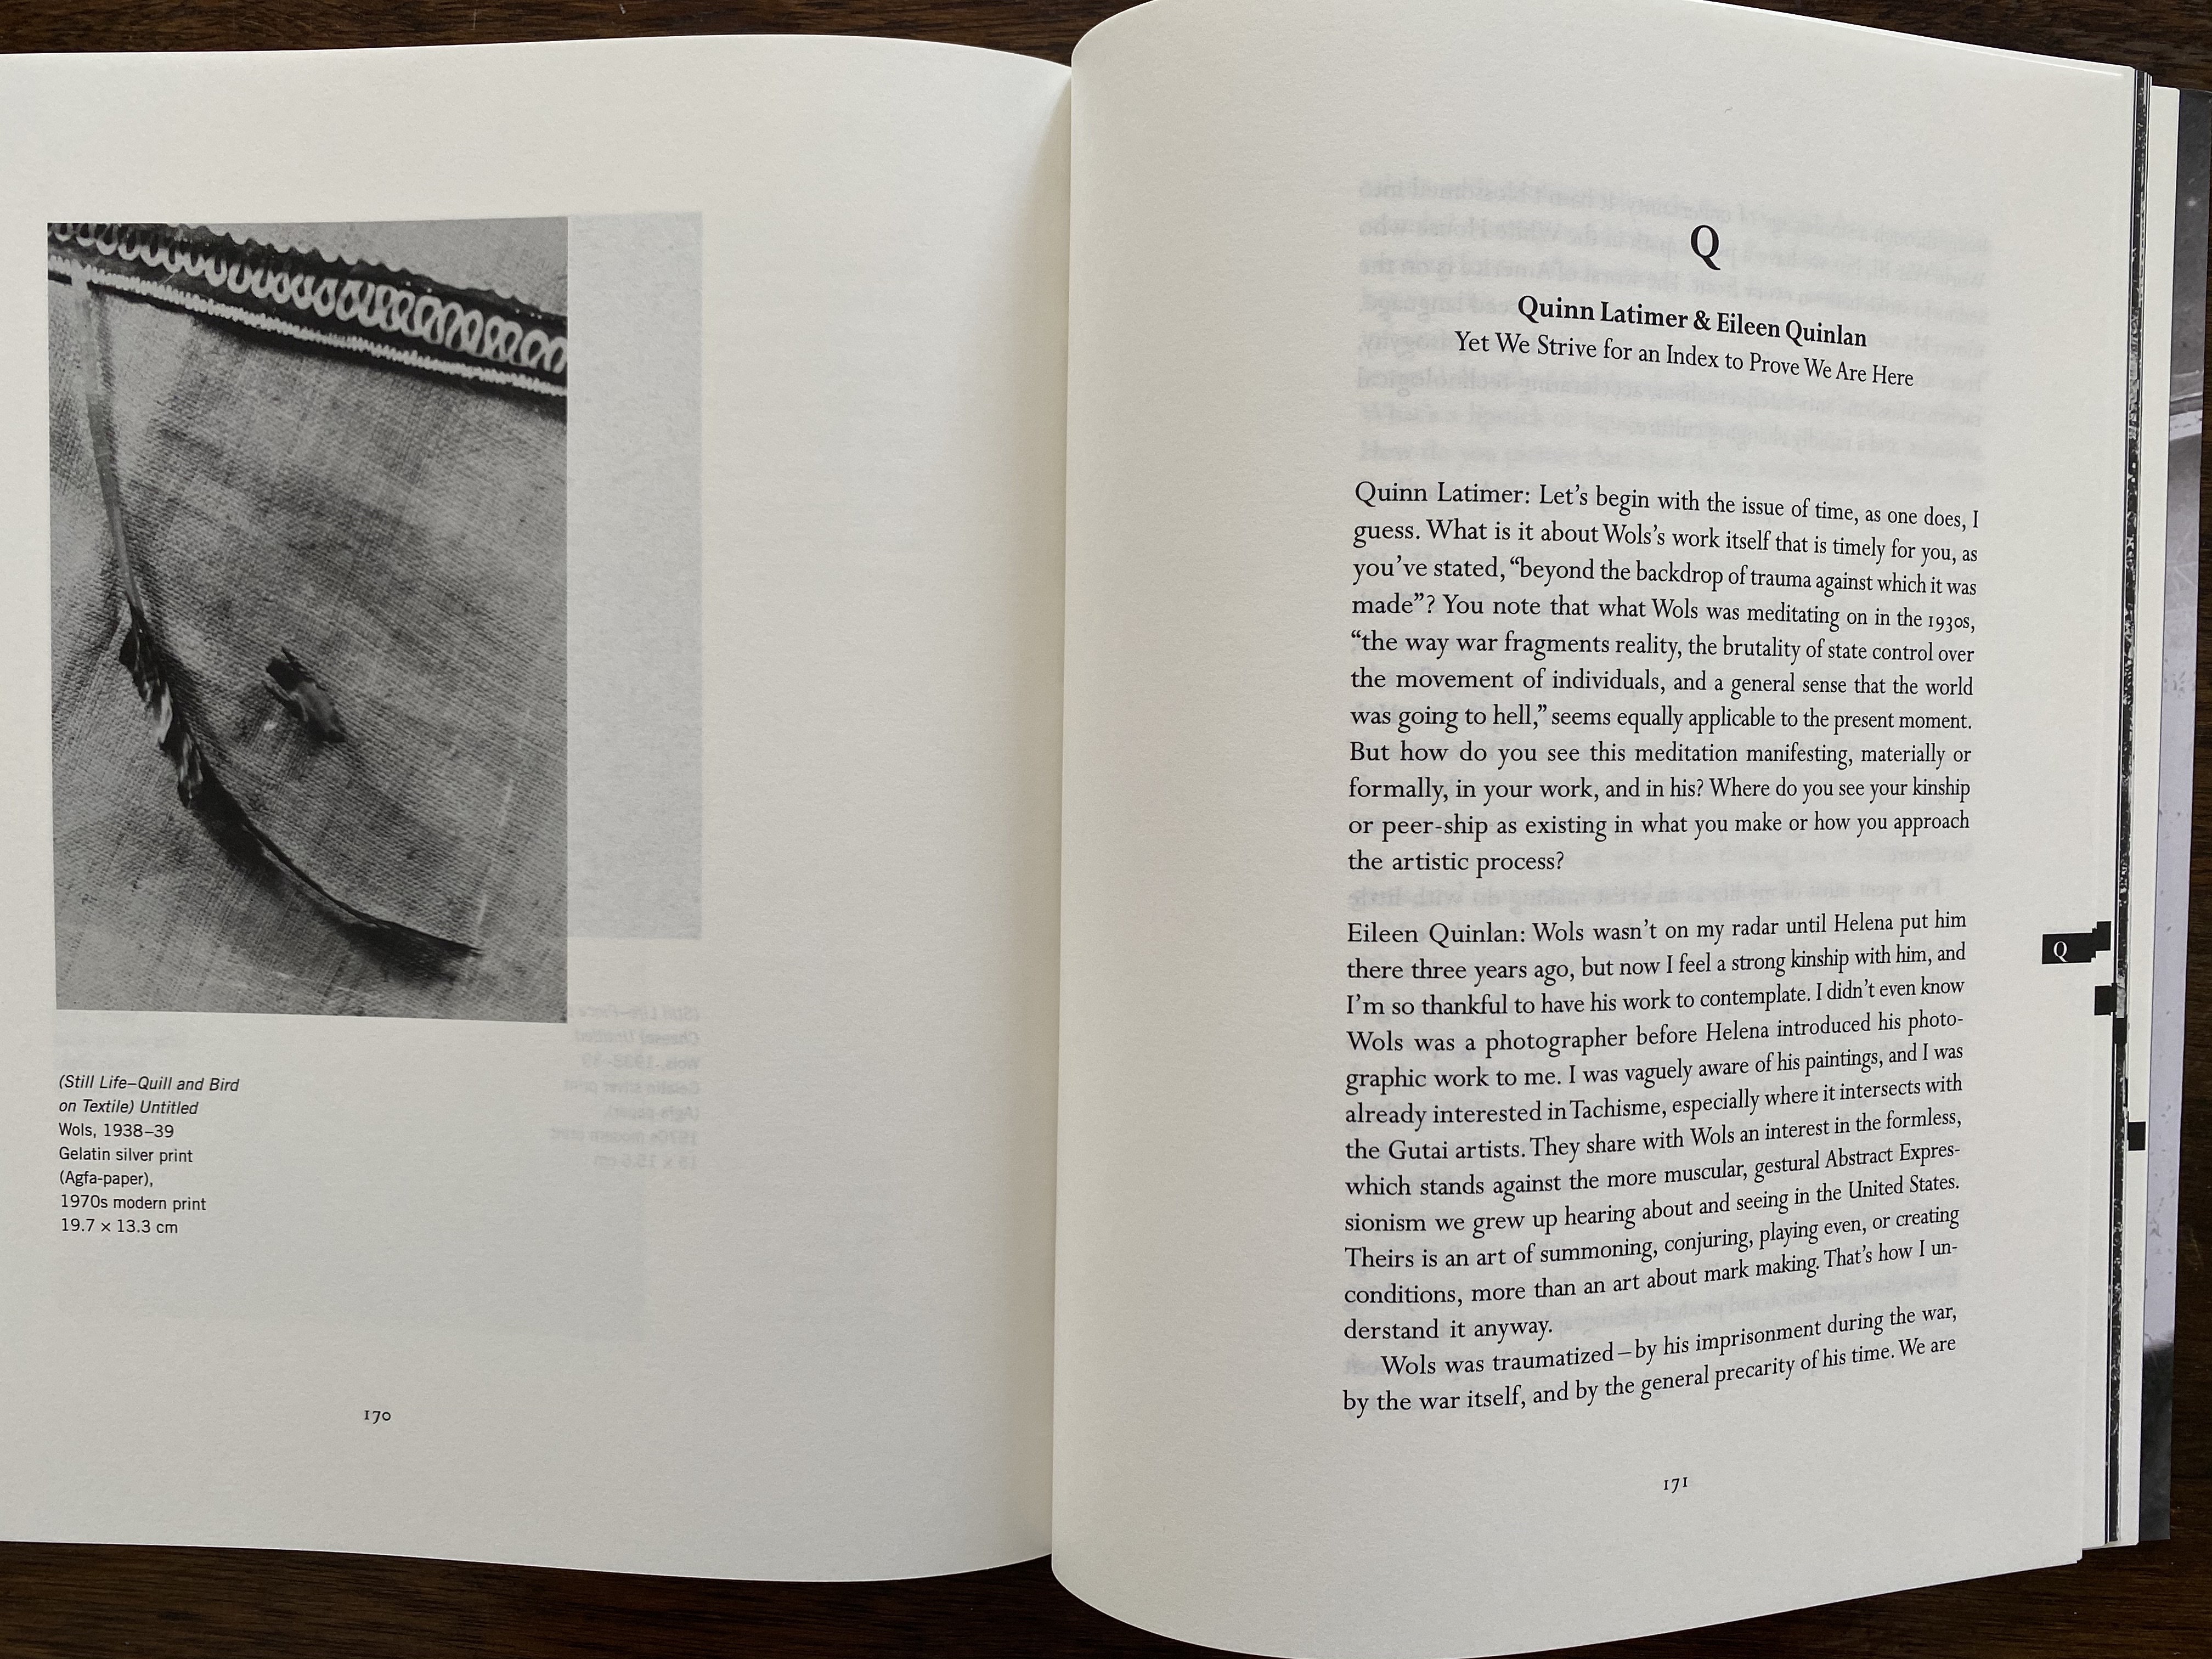 (Still Life–Quill and Bird
on Textile) Untitled
Wols, 1938–39
Gelatin silver print
(Agfa-paper),
1970s modern print
19.7 × 13.3 cm
170
Q
Quinn Latimer & Eileen Quinlan
Yet We Strive for an Index to Prove We Are Here
Quinn Latimer: Let’s begin with the issue of time, as one does, I
guess. What is it about Wols’s work itself that is timely for you, as
you’ve stated, “beyond the backdrop of trauma against which it was
made”? You note that what Wols was meditating on in the 1930s,
“the way war fragments reality, the brutality of state control over
the movement of individuals, and a general sense that the world
was going to hell,” seems equally applicable to the present moment.
But how do you see this meditation manifesting, materially or
formally, in your work, and in his? Where do you see your kinship
or peer-ship as existing in what you make or how you approach
the artistic process?
Eileen Quinlan: Wols wasn’t on my radar until Helena put him
there three years ago, but now I feel a strong kinship with him, and
I’m so thankful to have his work to contemplate. I didn’t even know
Wols was a photographer before Helena introduced his photo-
graphic work to me. I was vaguely aware of his paintings, and I was
already interested in Tachisme, especially where it intersects with
the Gutai artists. They share with Wols an interest in the formless,
which stands against the more muscular, gestural Abstract Expres-
sionism we grew up hearing about and seeing in the United States.
Theirs is an art of summoning, conjuring, playing even, or creating
conditions, more than an art about mark making. That’s how I un-
derstand it anyway.
Wols was traumatized–by his imprisonment during the war,
by the war itself, and by the general precarity of his time. We are
Q
171